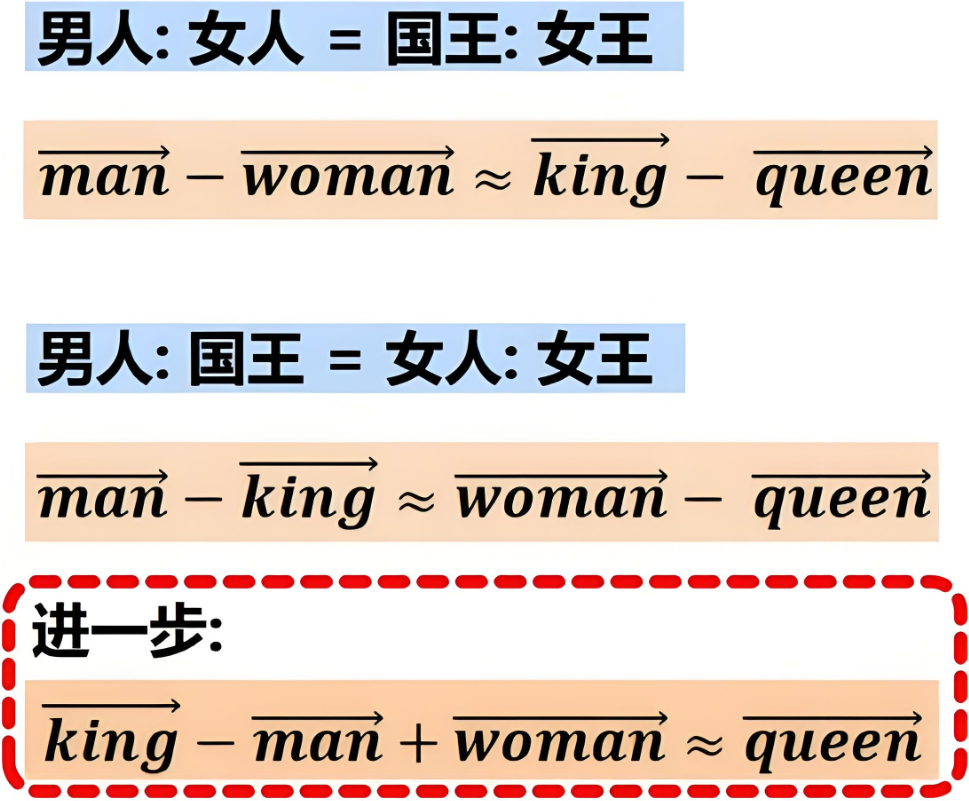 男人: 女人 = 国王: 女王
$\overrightarrow{man} - \overrightarrow{woman} \approx \overrightarrow{king} - \overrightarrow{queen}$
男人: 国王 = 女人: 女王
$\overrightarrow{man} - \overrightarrow{king} \approx \overrightarrow{woman} - \overrightarrow{queen}$
进一步:
$\overrightarrow{king} - \overrightarrow{man} + \overrightarrow{woman} \approx \overrightarrow{queen}$